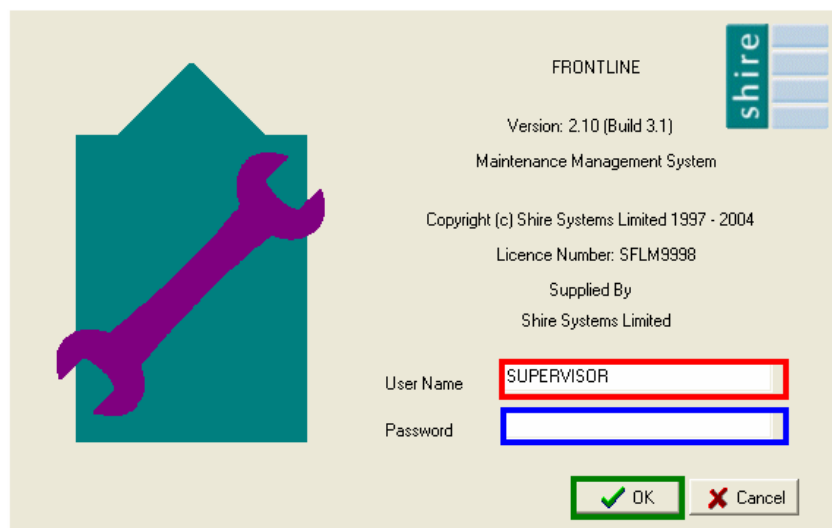 shire
FRONTLINE
Version: 2.10 (Build 3.1)
Maintenance Management System
Copyright (c) Shire Systems Limited 1997 - 2004
Licence Number: SFLM9998
Supplied By
Shire Systems Limited
User Name SUPERVISOR
Password
OK Cancel